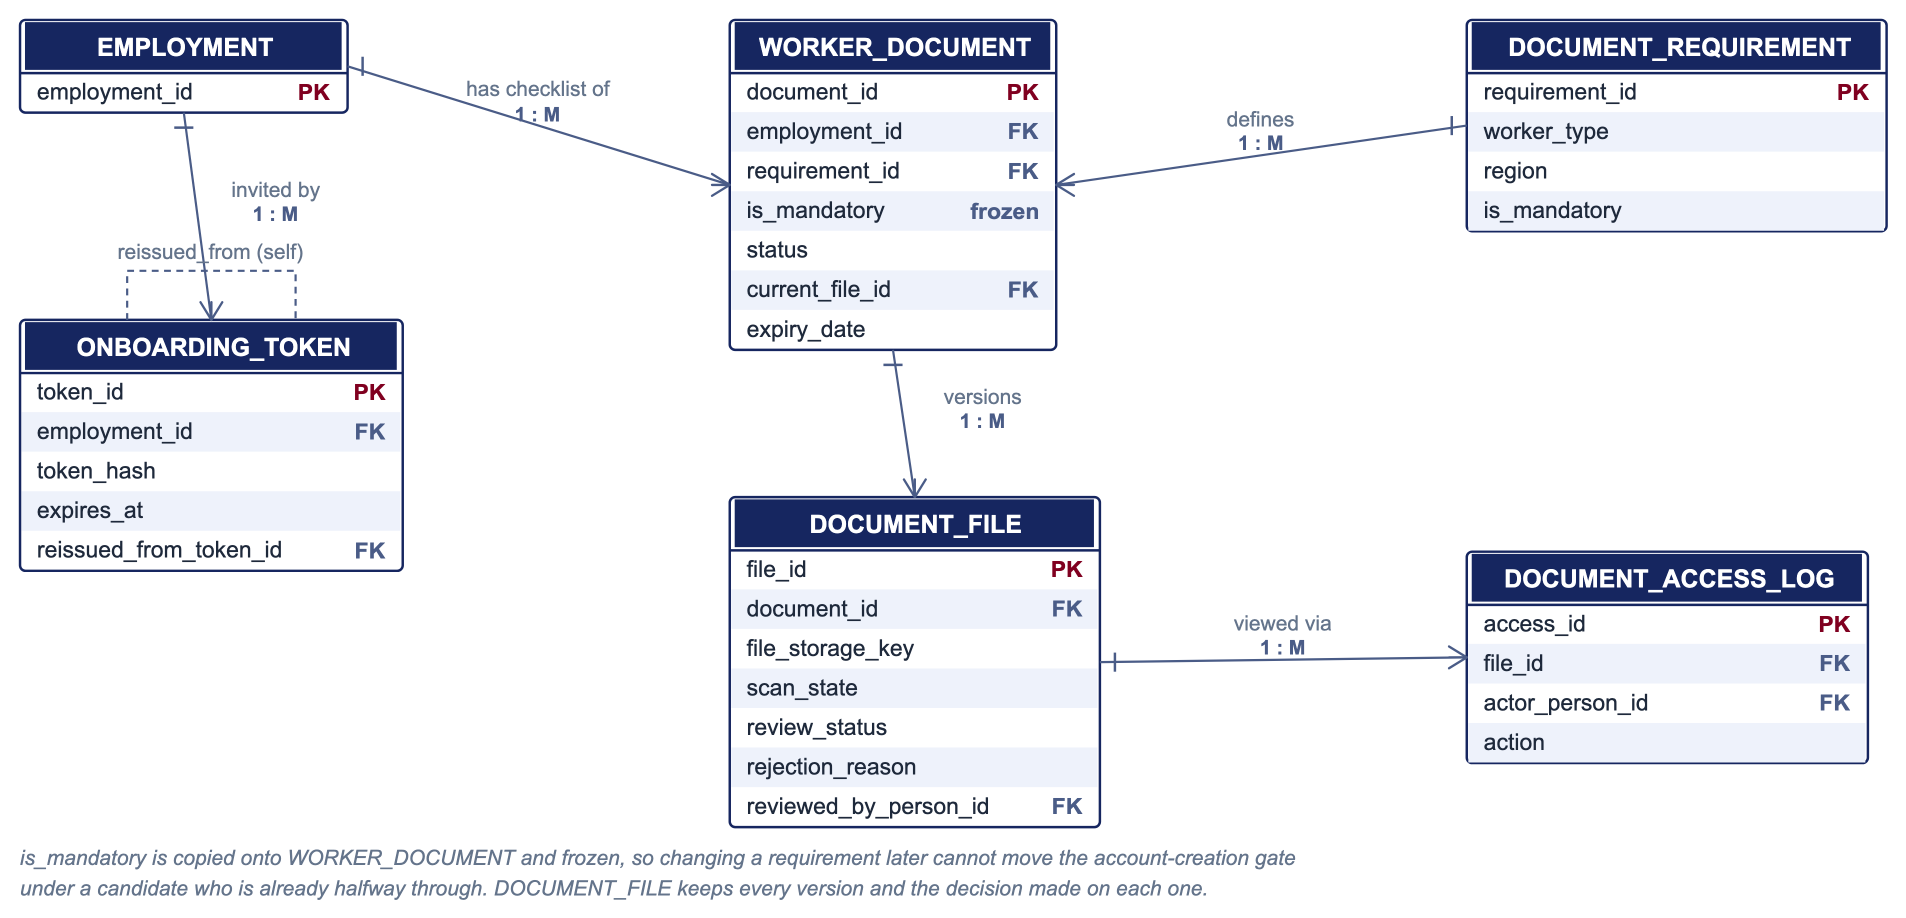 EMPLOYMENT
employment_id PK
has checklist of
1 : M
invited by
1 : M
reissued_from (self)
ONBOARDING_TOKEN
token_id PK
employment_id FK
token_hash
expires_at
reissued_from_token_id FK
WORKER_DOCUMENT
document_id PK
employment_id FK
requirement_id FK
is_mandatory frozen
status
current_file_id FK
expiry_date
defines
1 : M
DOCUMENT_REQUIREMENT
requirement_id PK
worker_type
region
is_mandatory
versions
1 : M
DOCUMENT_FILE
file_id PK
document_id FK
file_storage_key
scan_state
review_status
rejection_reason
reviewed_by_person_id FK
viewed via
1 : M
DOCUMENT_ACCESS_LOG
access_id PK
file_id FK
actor_person_id FK
action
is_mandatory is copied onto WORKER_DOCUMENT and frozen, so changing a requirement later cannot move the account-creation gate
under a candidate who is already halfway through. DOCUMENT_FILE keeps every version and the decision made on each one.